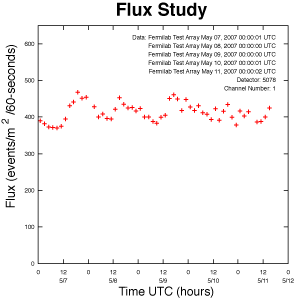 Flux Study
Data: Fermilab Test Array May 07, 2007 00:00:01 UTC
Fermilab Test Array May 08, 2007 00:00:01 UTC
Fermilab Test Array May 09, 2007 00:00:00 UTC
Fermilab Test Array May 10, 2007 00:00:01 UTC
Fermilab Test Array May 11, 2007 00:00:02 UTC
Detector: 5078
Channel Number: 1
Flux (events/m^2/60-seconds)
600
500
400
300
200
100
0
0 12 0 12 0 12 0 12 0 12 0
5/7 5/8 5/9 5/10 5/11 5/12
Time UTC (hours)